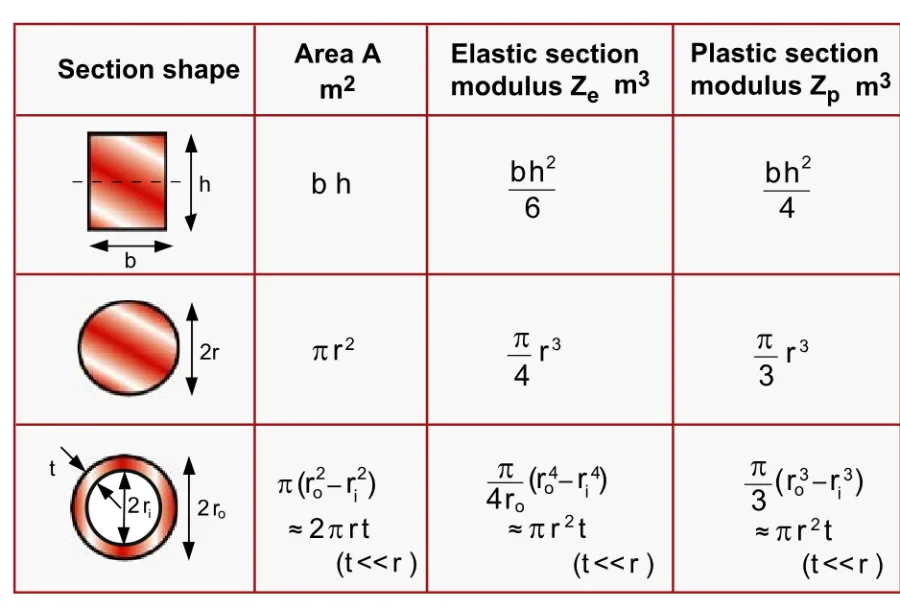 Section shape
Area A
m²
Elastic section
modulus Zₑ m³
Plastic section
modulus Zₚ m³
h
b
b h
bh²
6
bh²
4
2r
π r²
π
4
r³
π
3
r³
t
2 rᵢ
2 rₒ
π (rₒ² – rᵢ²)
≈ 2 π r t
(t << r )
π
4rₒ
(rₒ⁴ – rᵢ⁴)
≈ π r² t
(t << r )
π
3
(rₒ³ – rᵢ³)
≈ π r² t
(t << r )